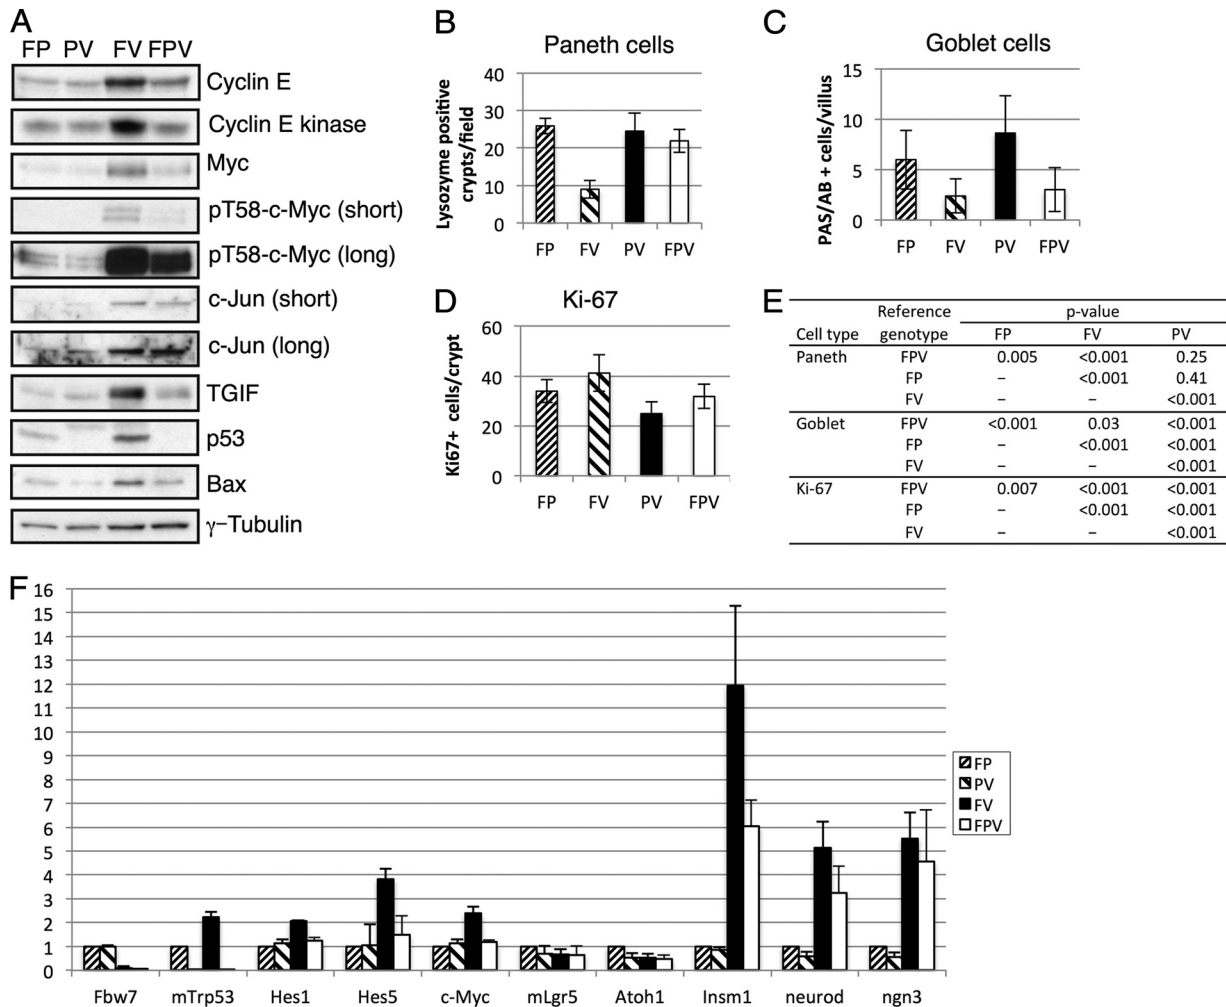 A
FP PV FV FPV
Cyclin E
Cyclin E kinase
Myc
pT58-c-Myc (short)
pT58-c-Myc (long)
c-Jun (short)
c-Jun (long)
TGIF
p53
Bax
γ–Tubulin
B
Paneth cells
Lysozyme positive
crypts/field
40
30
20
10
0
FP FV PV FPV
C
Goblet cells
PAS/AB + cells/villus
15
10
5
0
FP FV PV FPV
D
Ki-67
Ki67+ cells/crypt
60
40
20
0
FP FV PV FPV
E
Reference p-value
Cell type genotype FP FV PV
Paneth FPV 0.005 <0.001 0.25
FP – <0.001 0.41
FV – – <0.001
Goblet FPV <0.001 0.03 <0.001
FP – <0.001 <0.001
FV – – <0.001
Ki-67 FPV 0.007 <0.001 <0.001
FP – <0.001 <0.001
FV – – <0.001
F
16
15
14
13
12
11
10
9
8
7
6
5
4
3
2
1
0
Fbw7 mTrp53 Hes1 Hes5 c-Myc mLgr5 Atoh1 Insm1 neurod ngn3
FP
PV
FV
FPV